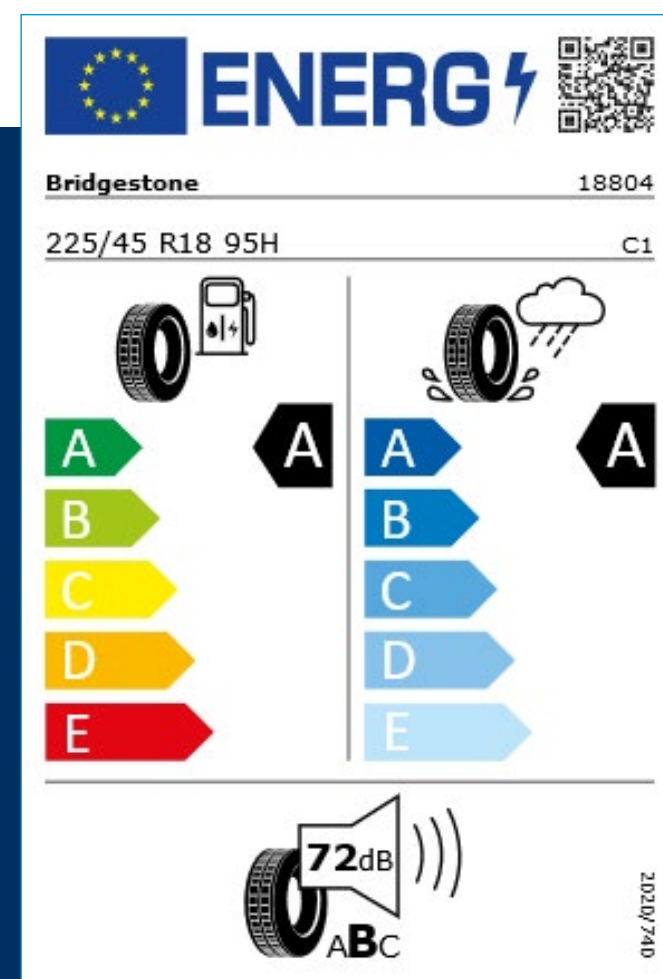 ENERG
Bridgestone 18804
225/45 R18 95H C1
A A A A
B B
C C
D D
E E
72dB
ABC
2020/740